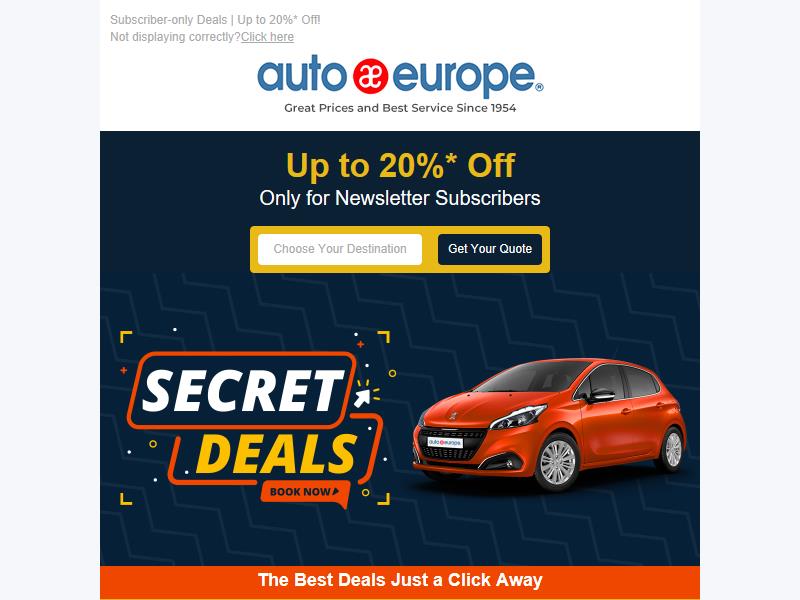 Subscriber-only Deals | Up to 20%* Off!
Not displaying correctly?Click here
auto æ europe®
Great Prices and Best Service Since 1954
Up to 20%* Off
Only for Newsletter Subscribers
Choose Your Destination
Get Your Quote
SECRET
DEALS
BOOK NOW
auto europe
The Best Deals Just a Click Away